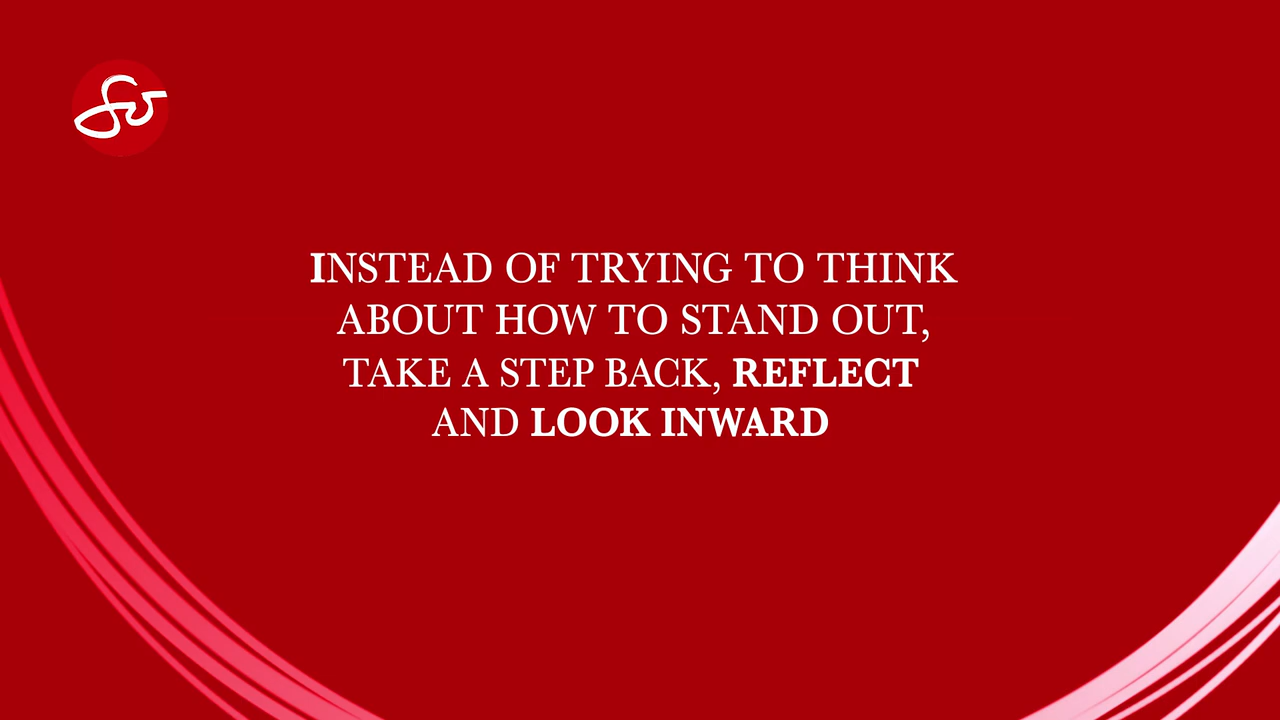 INSTEAD OF TRYING TO THINK
ABOUT HOW TO STAND OUT,
TAKE A STEP BACK, REFLECT
AND LOOK INWARD